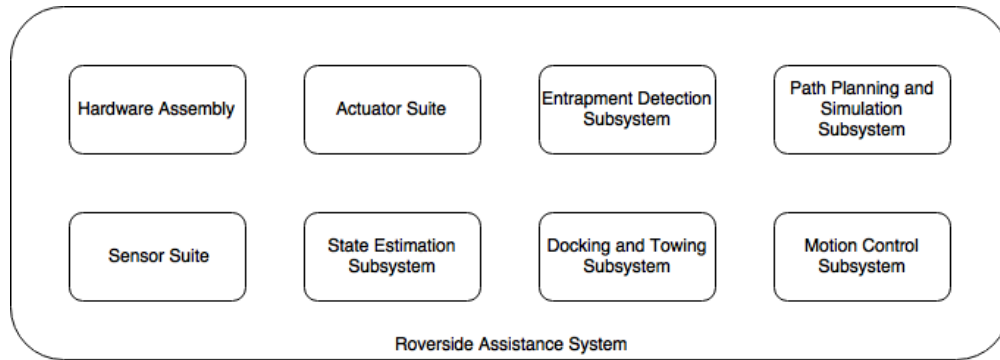 Hardware Assembly
Actuator Suite
Entrapment Detection
Subsystem
Path Planning and
Simulation
Subsystem
Sensor Suite
State Estimation
Subsystem
Docking and Towing
Subsystem
Motion Control
Subsystem
Roverside Assistance System